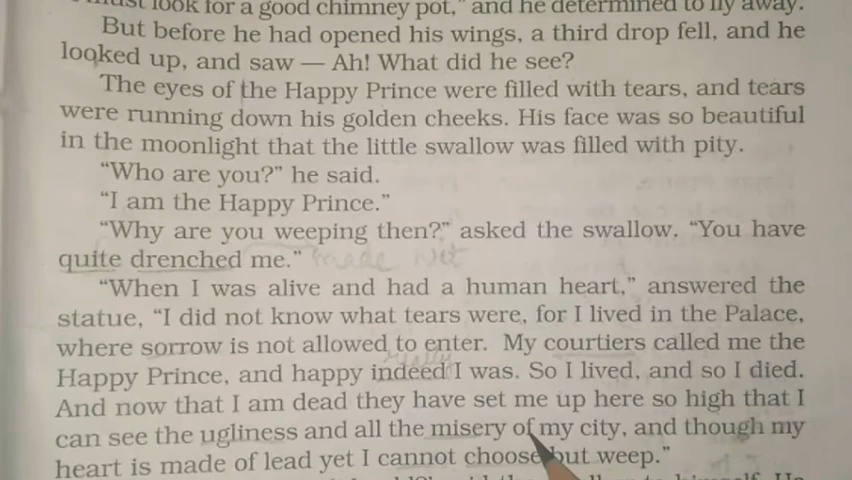 must look for a good chimney pot," and he determined to fly away.
But before he had opened his wings, a third drop fell, and he
looked up, and saw — Ah! What did he see?
The eyes of the Happy Prince were filled with tears, and tears
were running down his golden cheeks. His face was so beautiful
in the moonlight that the little swallow was filled with pity.
"Who are you?" he said.
"I am the Happy Prince."
"Why are you weeping then?" asked the swallow. "You have
quite drenched me." made wet
"When I was alive and had a human heart," answered the
statue, "I did not know what tears were, for I lived in the Palace,
where sorrow is not allowed to enter. My courtiers called me the
really
Happy Prince, and happy indeed I was. So I lived, and so I died.
And now that I am dead they have set me up here so high that I
can see the ugliness and all the misery of my city, and though my
heart is made of lead yet I cannot choose but weep."